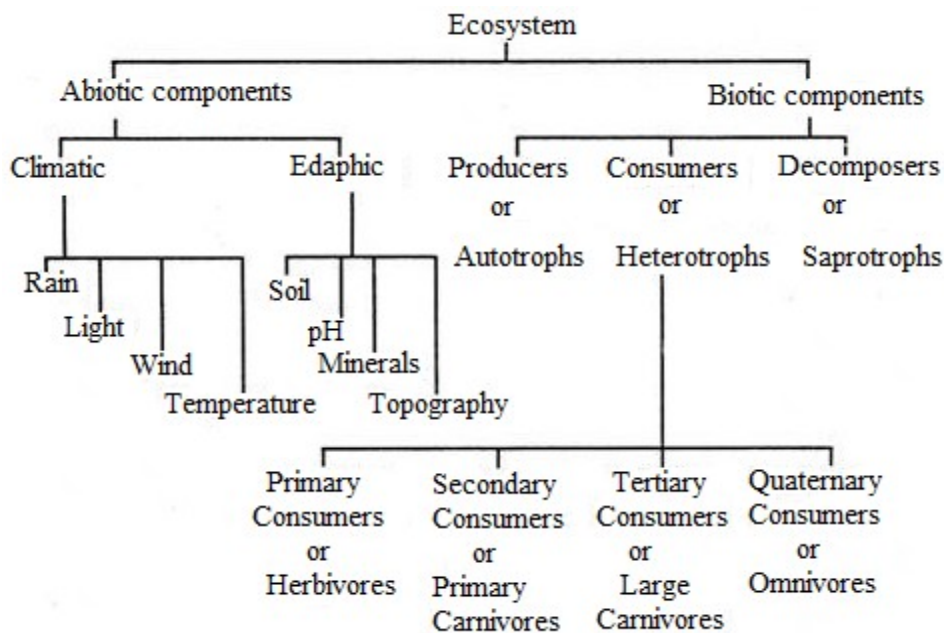 Ecosystem
Abiotic components
Biotic components
Climatic
Edaphic
Producers
or
Autotrophs
Consumers
or
Heterotrophs
Decomposers
or
Saprotrophs
Rain
Light
Wind
Temperature
Soil
pH
Minerals
Topography
Primary
Consumers
or
Herbivores
Secondary
Consumers
or
Primary
Carnivores
Tertiary
Consumers
or
Large
Carnivores
Quaternary
Consumers
or
Omnivores